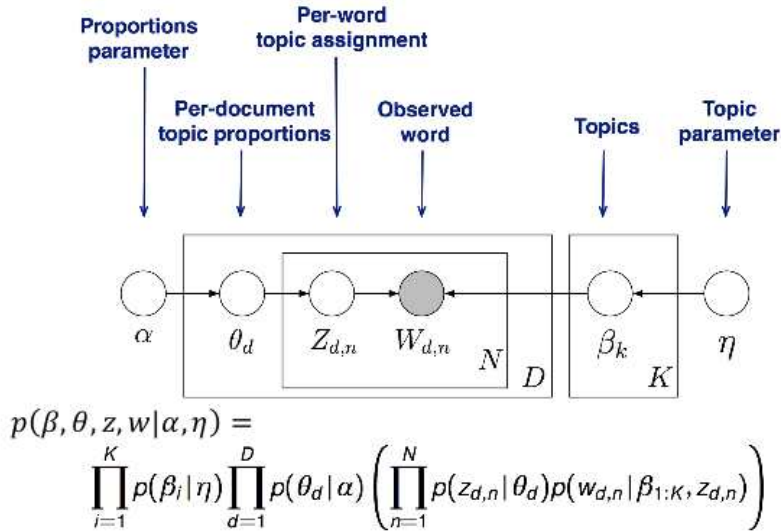 Proportions parameter
Per-word topic assignment
Per-document topic proportions
Observed word
Topics
Topic parameter
α
θ_d
Z_{d,n}
W_{d,n}
N
D
β_k
K
η
p(β, θ, z, w|α, η) =
∏_{i=1}^{K} p(β_i|η) ∏_{d=1}^{D} p(θ_d|α) ( ∏_{n=1}^{N} p(z_{d,n}|θ_d)p(w_{d,n}|β_{1:K}, z_{d,n}) )